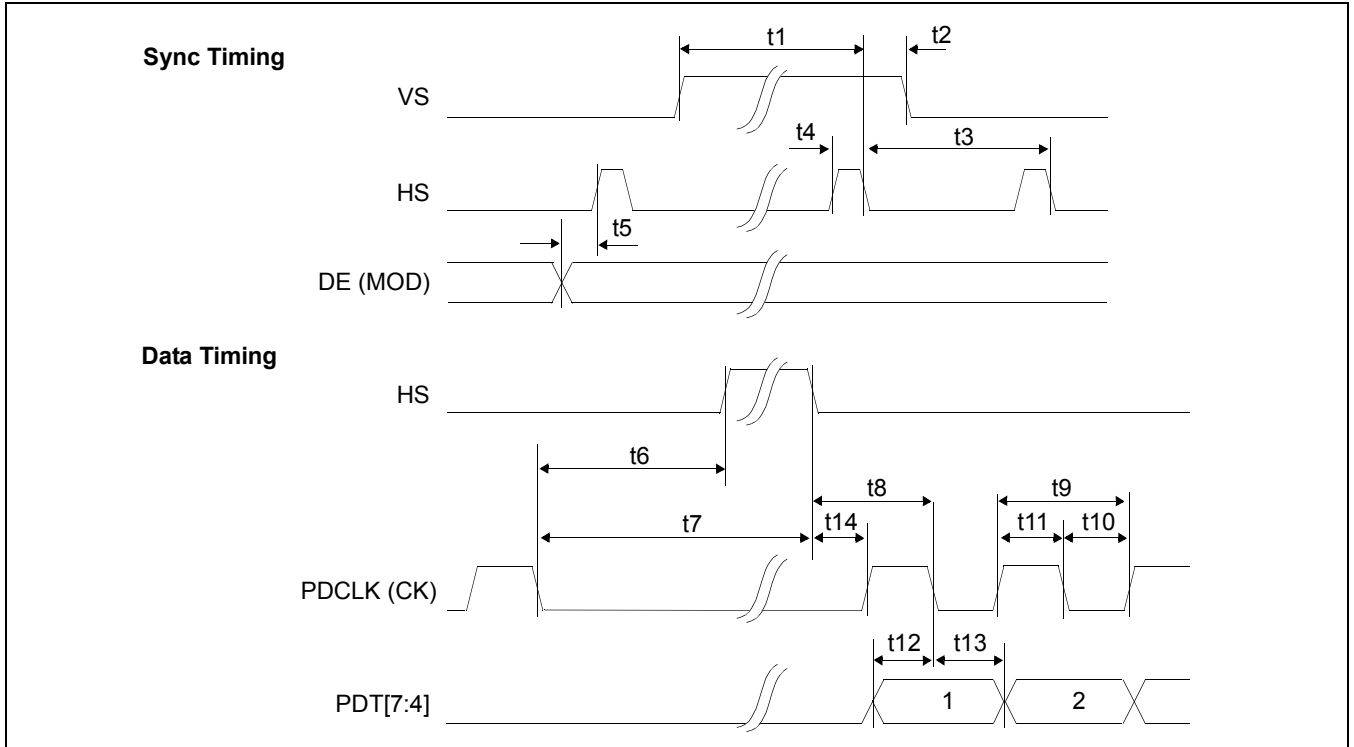 Sync Timing
t1
t2
VS
t4
t3
HS
t5
DE (MOD)
Data Timing
HS
t6
t8
t9
t7
t14
t11
t10
PDCLK (CK)
t12
t13
PDT[7:4]
1
2